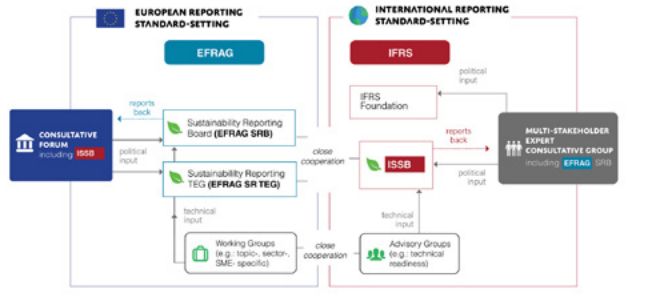 EUROPEAN REPORTING
STANDARD-SETTING
INTERNATIONAL REPORTING
STANDARD-SETTING
EFRAG
IFRS
political
input
IFRS
Foundation
reports
back
Sustainability Reporting
Board (EFRAG SRB)
CONSULTATIVE
FORUM
including ISSB
political
input
close
cooperation
ISSB
reports
back
political
input
MULTI-STAKEHOLDER
EXPERT
CONSULTATIVE GROUP
including EFRAG SRB
Sustainability Reporting
TEG (EFRAG SR TEG)
technical
input
technical
input
Working Groups
(e.g.: topic-, sector-,
SME- specific)
close
cooperation
Advisory Groups
(e.g.: technical
readiness)